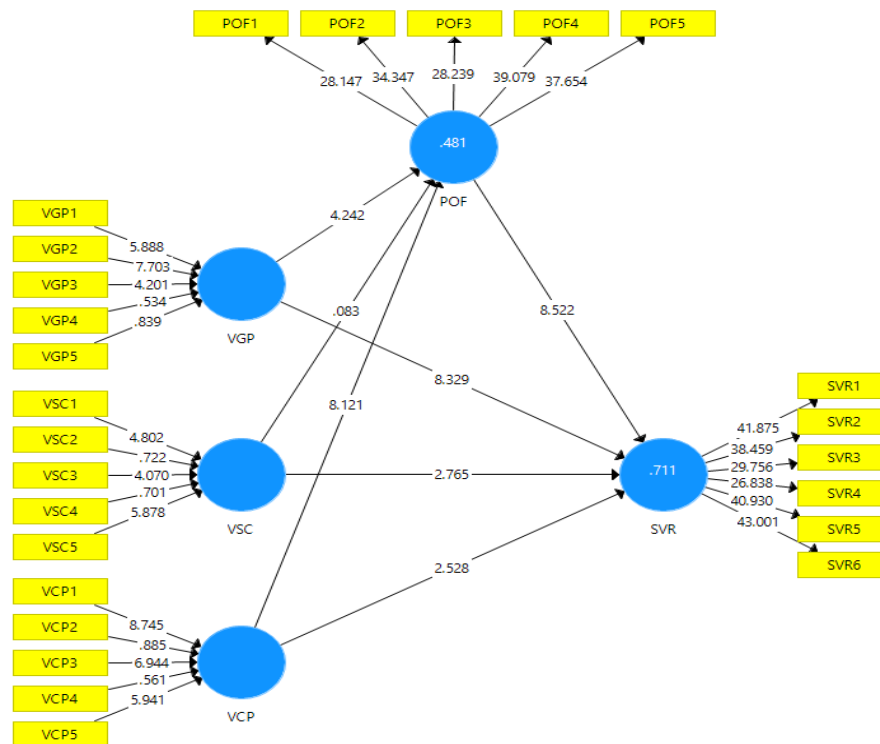 POF1 POF2 POF3 POF4 POF5
28.147 34.347 28.239 39.079 37.654
.481
POF
VGP1
VGP2
VGP3
VGP4
VGP5
5.888
7.703
4.201
.534
.839
VGP
4.242
.083
8.121
8.522
8.329
2.765
2.528
VSC1
VSC2
VSC3
VSC4
VSC5
4.802
.722
4.070
.701
5.878
VSC
VCP1
VCP2
VCP3
VCP4
VCP5
8.745
.885
6.944
.561
5.941
VCP
.711
SVR
41.875
38.459
29.756
26.838
40.930
43.001
SVR1
SVR2
SVR3
SVR4
SVR5
SVR6